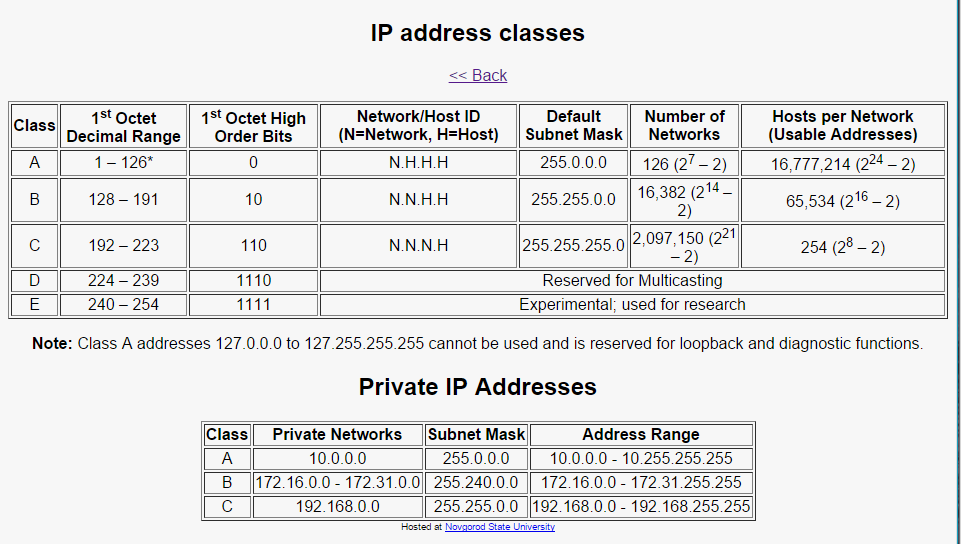 IP address classes
<< Back
Class | 1st Octet Decimal Range | 1st Octet High Order Bits | Network/Host ID (N=Network, H=Host) | Default Subnet Mask | Number of Networks | Hosts per Network (Usable Addresses)
A | 1 – 126* | 0 | N.H.H.H | 255.0.0.0 | 126 (2^7 – 2) | 16,777,214 (2^24 – 2)
B | 128 – 191 | 10 | N.N.H.H | 255.255.0.0 | 16,382 (2^14 – 2) | 65,534 (2^16 – 2)
C | 192 – 223 | 110 | N.N.N.H | 255.255.255.0 | 2,097,150 (2^21 – 2) | 254 (2^8 – 2)
D | 224 – 239 | 1110 | Reserved for Multicasting
E | 240 – 254 | 1111 | Experimental; used for research
Note: Class A addresses 127.0.0.0 to 127.255.255.255 cannot be used and is reserved for loopback and diagnostic functions.
Private IP Addresses
Class | Private Networks | Subnet Mask | Address Range
A | 10.0.0.0 | 255.0.0.0 | 10.0.0.0 - 10.255.255.255
B | 172.16.0.0 - 172.31.0.0 | 255.240.0.0 | 172.16.0.0 - 172.31.255.255
C | 192.168.0.0 | 255.255.0.0 | 192.168.0.0 - 192.168.255.255
Hosted at Novgorod State University